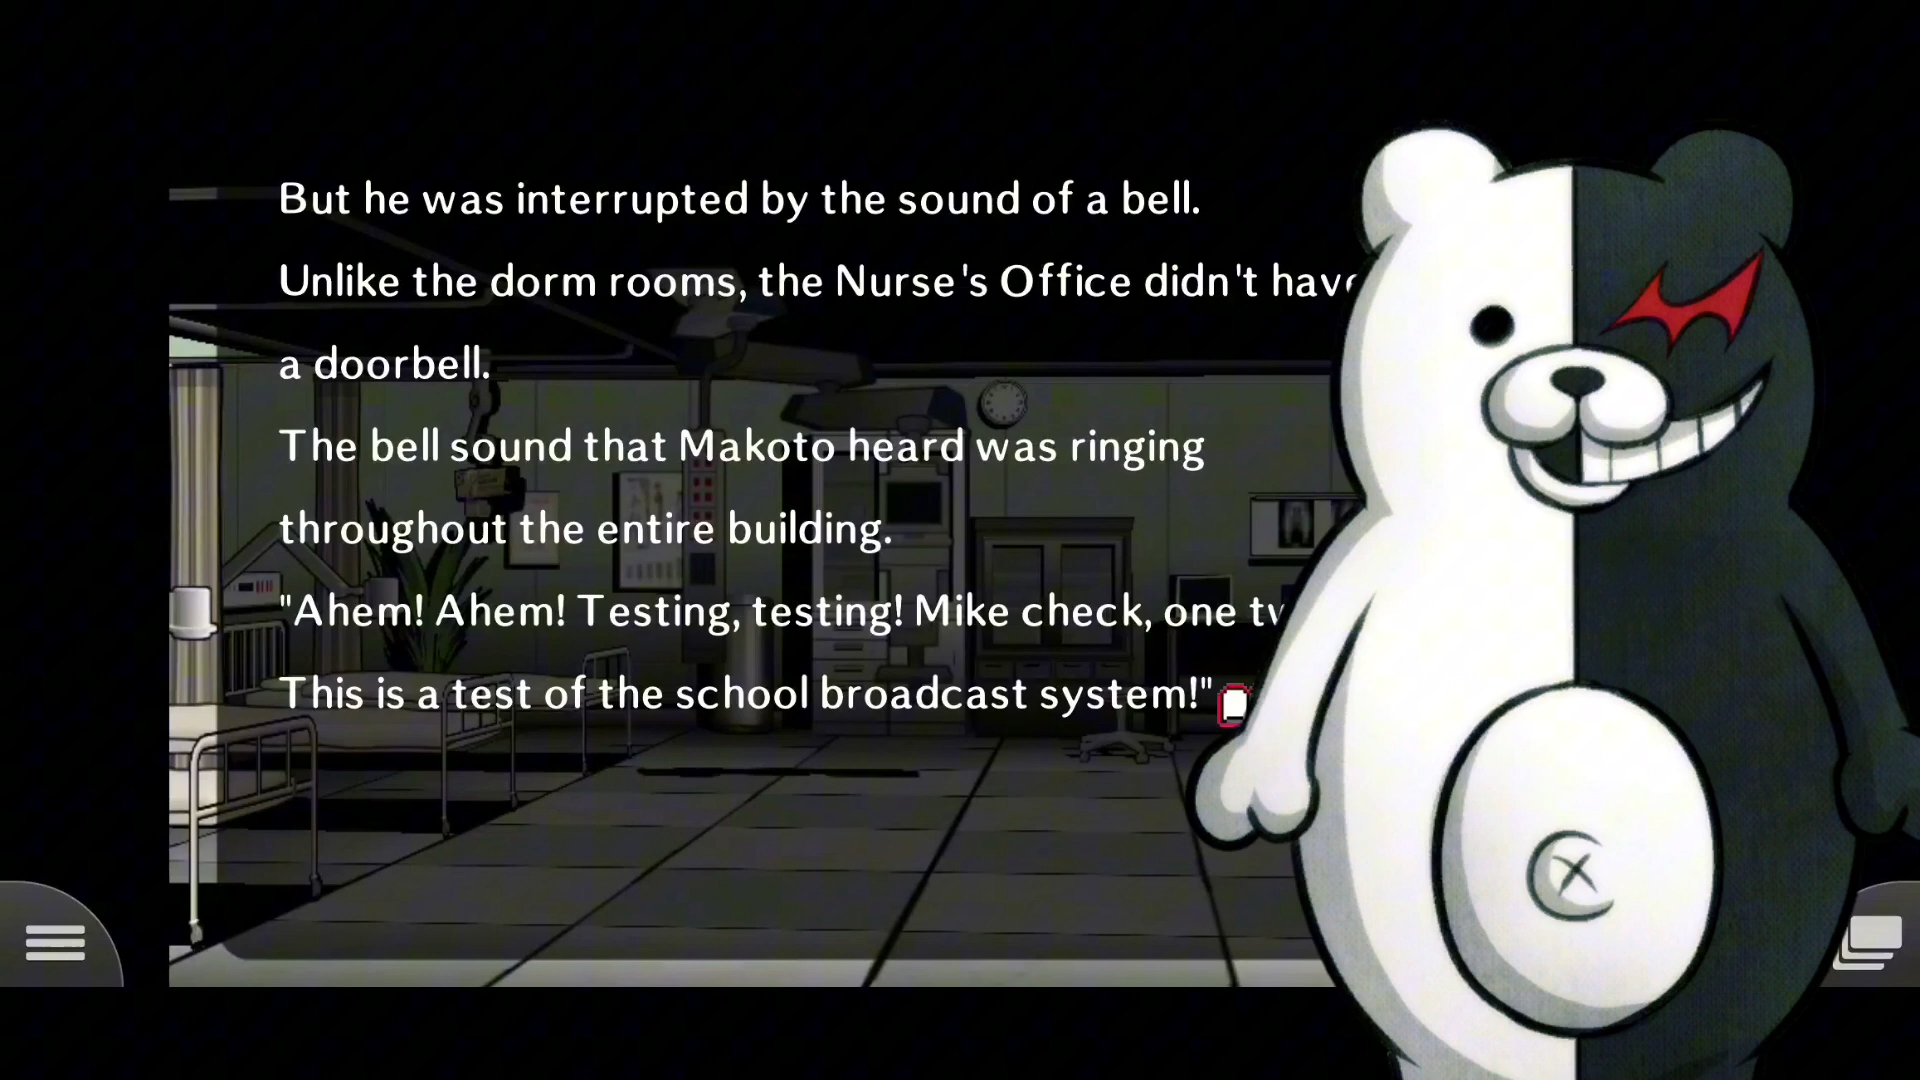 But he was interrupted by the sound of a bell.
Unlike the dorm rooms, the Nurse's Office didn't have
a doorbell.
The bell sound that Makoto heard was ringing
throughout the entire building.
"Ahem! Ahem! Testing, testing! Mike check, one
This is a test of the school broadcast system!"